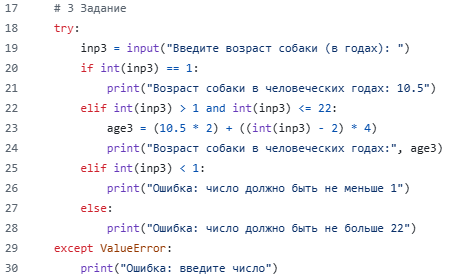 17 # 3 Задание
18 try:
19 inp3 = input("Введите возраст собаки (в годах): ")
20 if int(inp3) == 1:
21 print("Возраст собаки в человеческих годах: 10.5")
22 elif int(inp3) > 1 and int(inp3) <= 22:
23 age3 = (10.5 * 2) + ((int(inp3) - 2) * 4)
24 print("Возраст собаки в человеческих годах:", age3)
25 elif int(inp3) < 1:
26 print("Ошибка: число должно быть не меньше 1")
27 else:
28 print("Ошибка: число должно быть не больше 22")
29 except ValueError:
30 print("Ошибка: введите число")